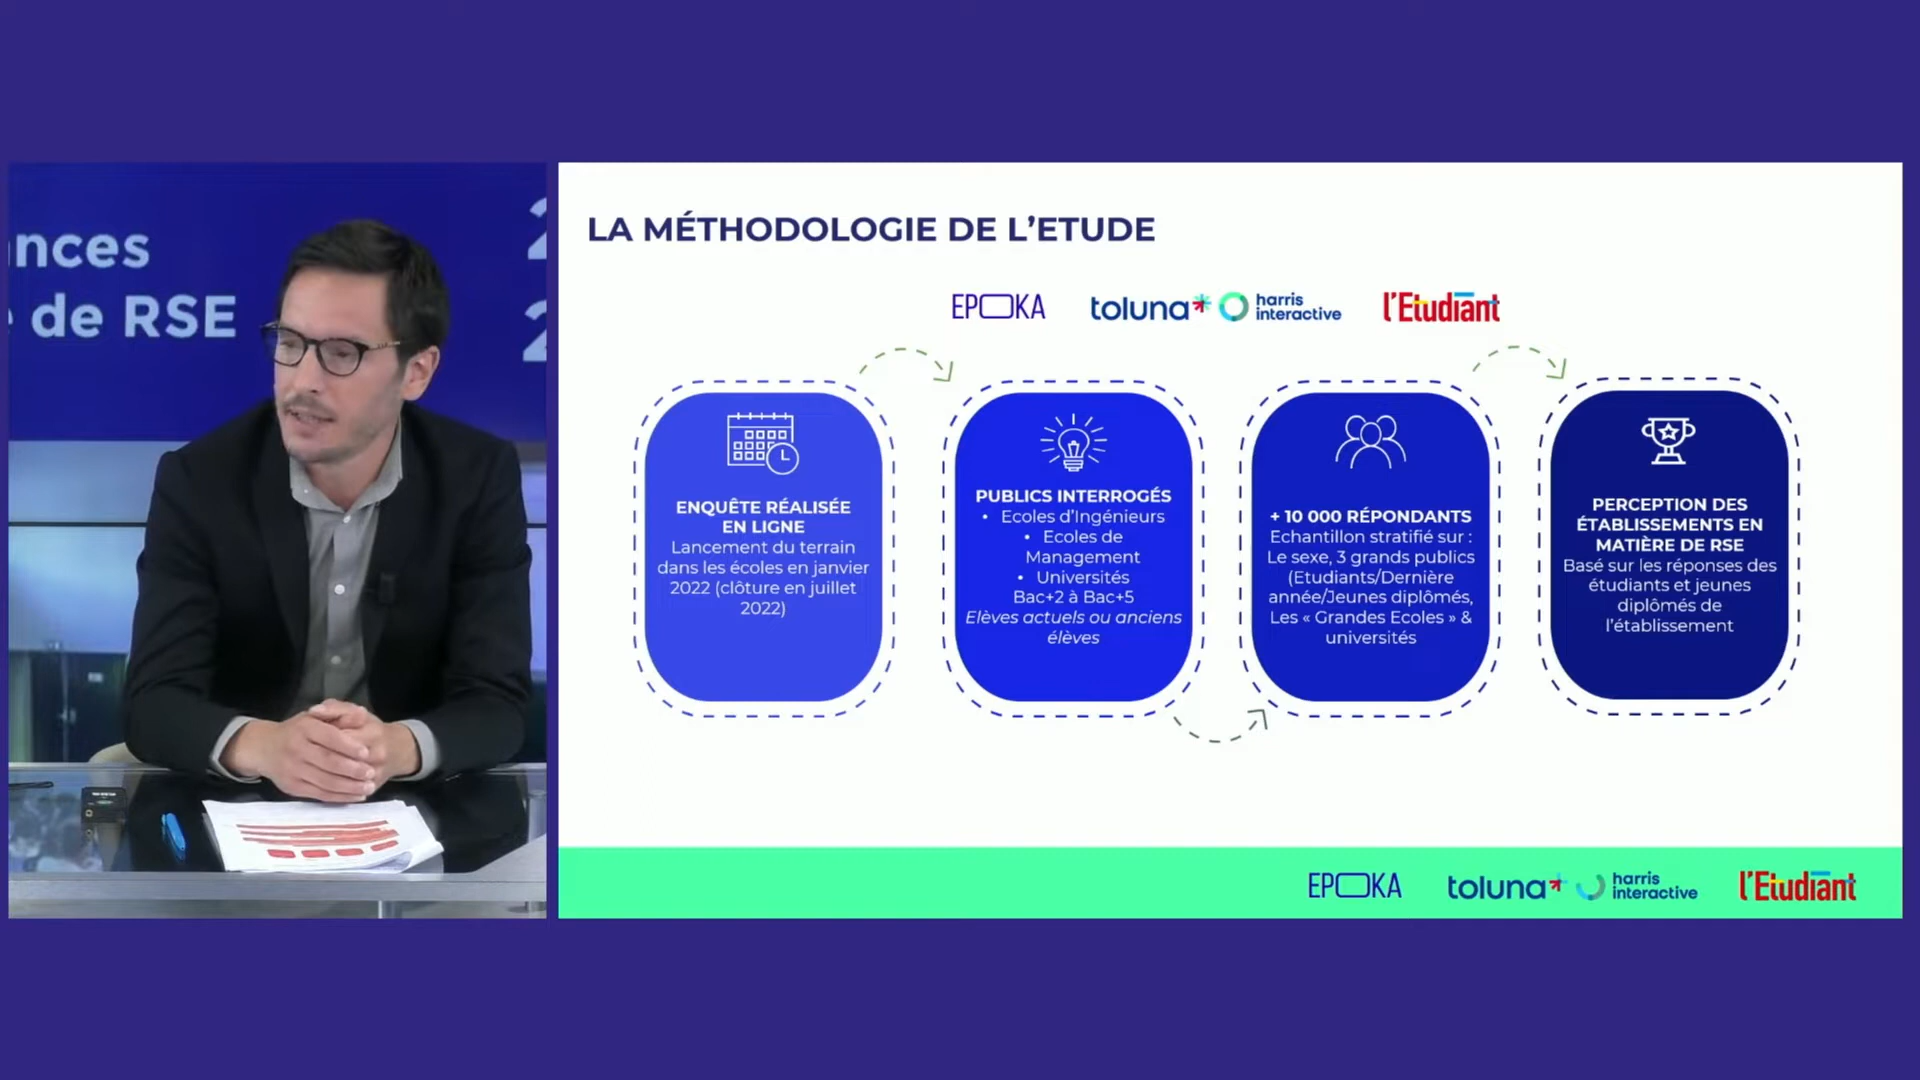 nces
de RSE
LA MÉTHODOLOGIE DE L'ETUDE
EPOKA
toluna*
harris
interactive
l'Etudiant
ENQUÊTE RÉALISÉE
EN LIGNE
Lancement du terrain
dans les écoles en janvier
2022 (clôture en juillet
2022)
PUBLICS INTERROGÉS
• Ecoles d'Ingénieurs
• Ecoles de
Management
• Universités
Bac+2 à Bac+5
Elèves actuels ou anciens
élèves
+ 10 000 RÉPONDANTS
Echantillon stratifié sur :
Le sexe, 3 grands publics
(Etudiants/Dernière
année/Jeunes diplômés,
Les « Grandes Ecoles » &
universités
PERCEPTION DES
ÉTABLISSEMENTS EN
MATIÈRE DE RSE
Basé sur les réponses des
étudiants et jeunes
diplômés de
l'établissement
EPOKA
toluna*
harris
interactive
l'Etudiant